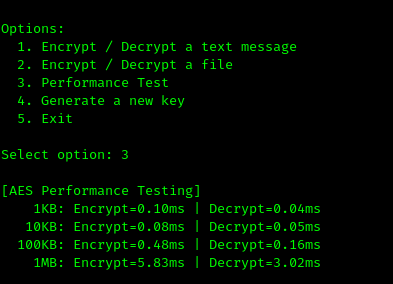 Options:
  1. Encrypt / Decrypt a text message
  2. Encrypt / Decrypt a file
  3. Performance Test
  4. Generate a new key
  5. Exit
Select option: 3
[AES Performance Testing]
    1KB: Encrypt=0.10ms | Decrypt=0.04ms
   10KB: Encrypt=0.08ms | Decrypt=0.05ms
  100KB: Encrypt=0.48ms | Decrypt=0.16ms
    1MB: Encrypt=5.83ms | Decrypt=3.02ms